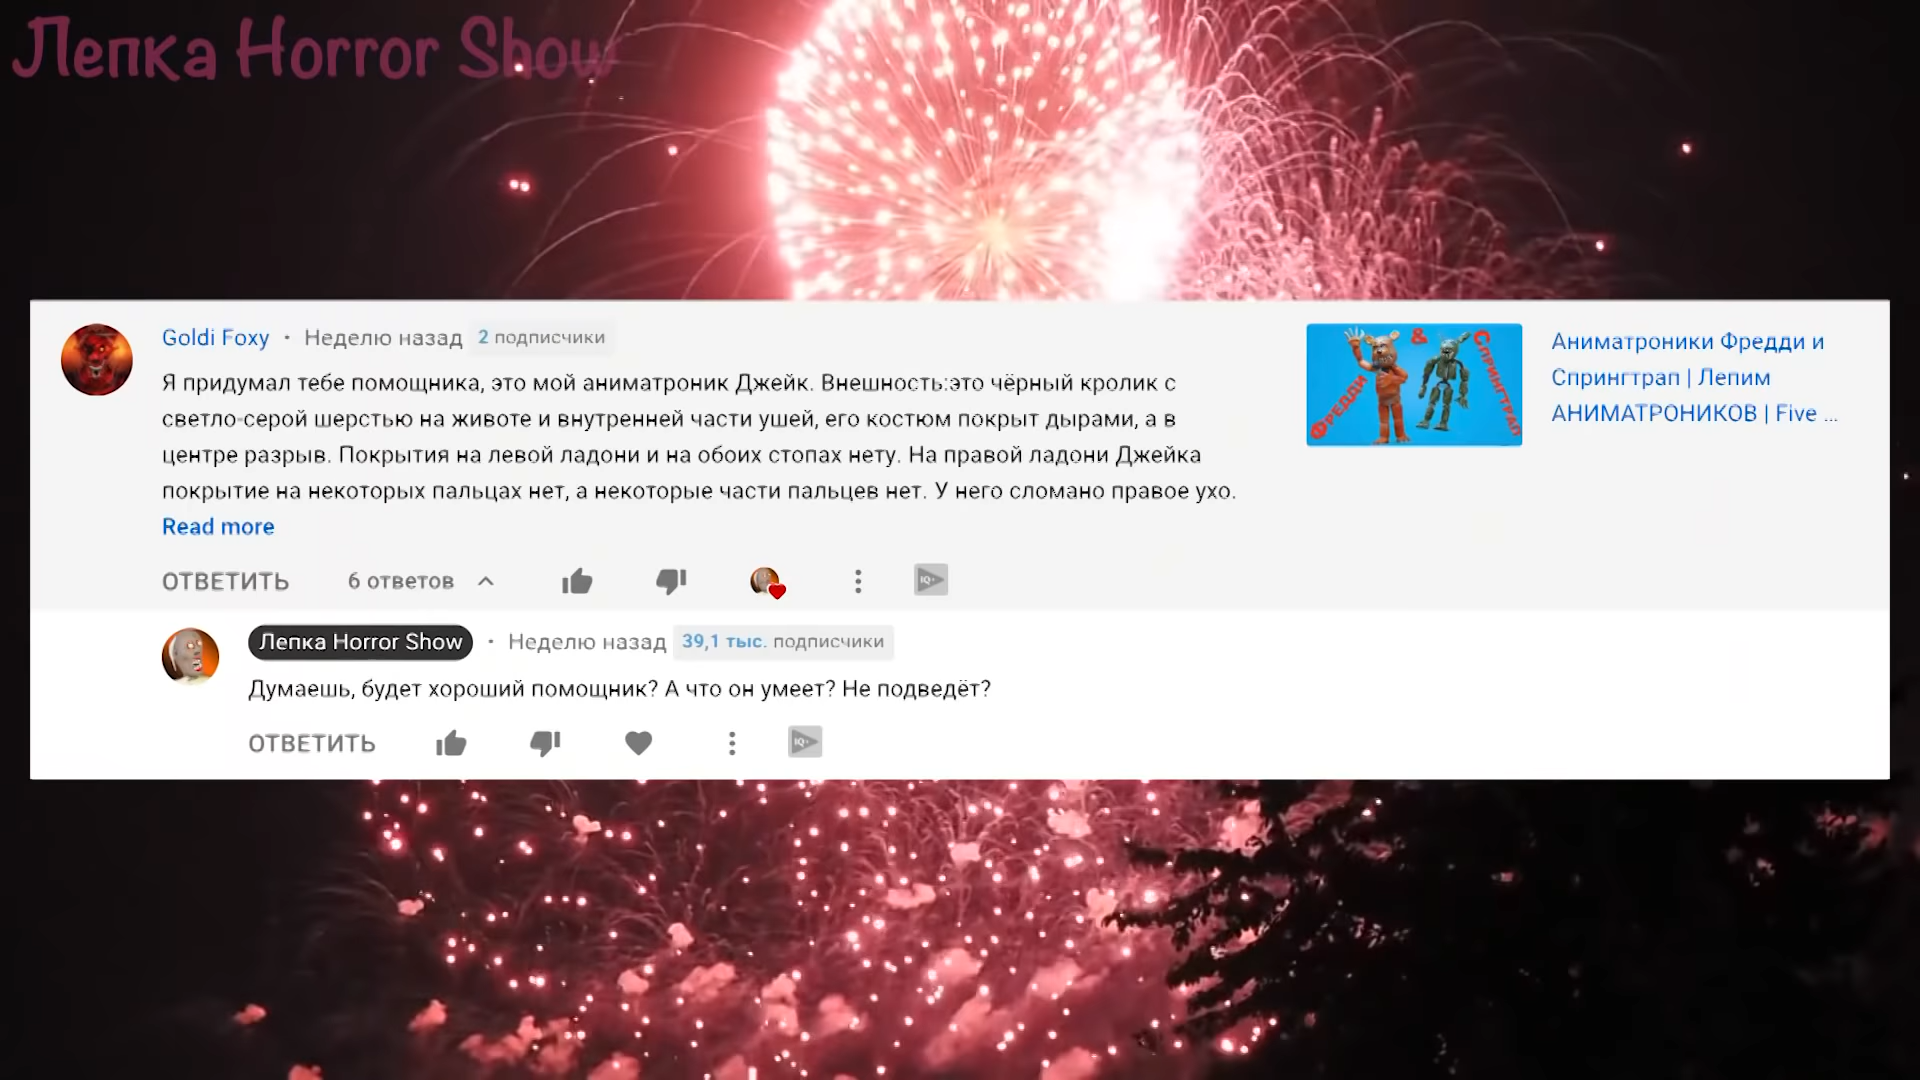 Лепка Horror Show
Goldi Foxy • Неделю назад 2 подписчики
Я придумал тебе помощника, это мой аниматроник Джейк. Внешность:это чёрный кролик с
светло-серой шерстью на животе и внутренней части ушей, его костюм покрыт дырами, а в
центре разрыв. Покрытия на левой ладони и на обоих стопах нету. На правой ладони Джейка
покрытие на некоторых пальцах нет, а некоторые части пальцев нет. У него сломано правое ухо.
Read more
ОТВЕТИТЬ 6 ответов
IQ+
Фредди & Спрингтрап
Аниматроники Фредди и
Спрингтрап | Лепим
АНИМАТРОНИКОВ | Five ...
Лепка Horror Show • Неделю назад 39,1 тыс. подписчики
Думаешь, будет хороший помощник? А что он умеет? Не подведёт?
ОТВЕТИТЬ
IQ+